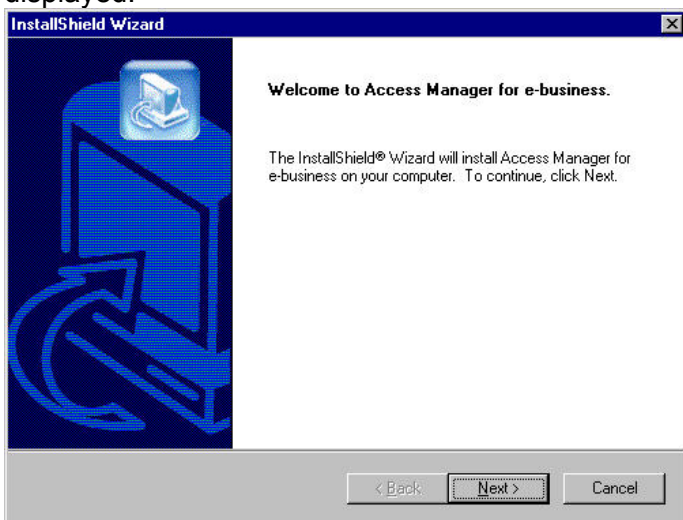 displayed.
InstallShield Wizard
Welcome to Access Manager for e-business.
The InstallShield® Wizard will install Access Manager for
e-business on your computer. To continue, click Next.
< Back
Next >
Cancel